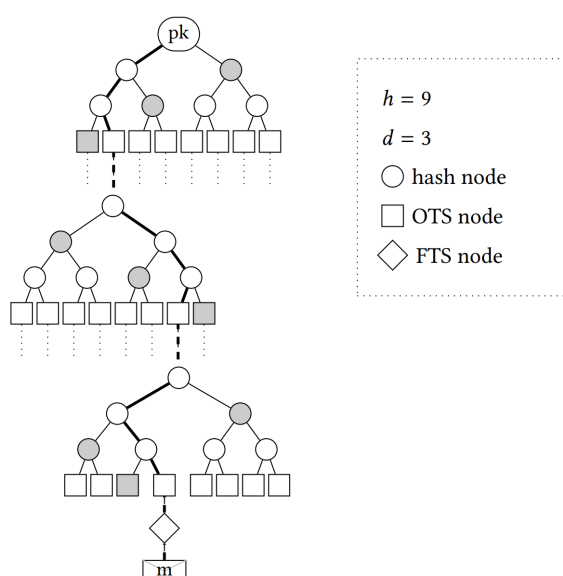 pk
h = 9
d = 3
hash node
OTS node
FTS node
m